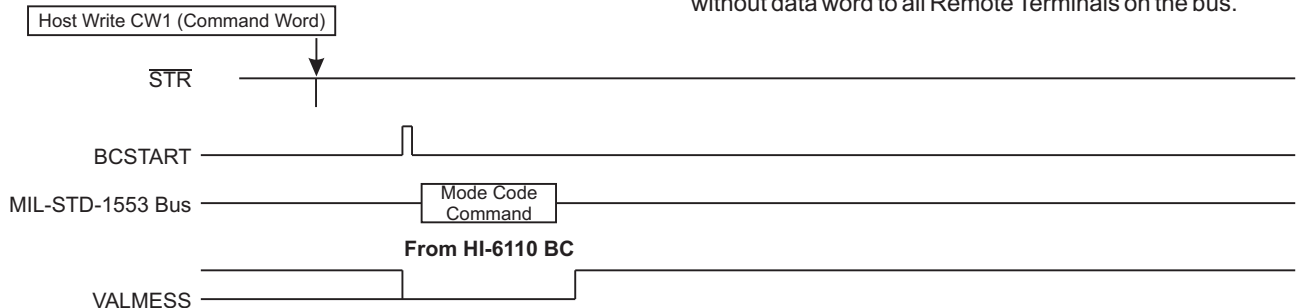 without data word to all Remote Terminals on the bus.
Host Write CW1 (Command Word)
STR
BCSTART
MIL-STD-1553 Bus
Mode Code
Command
From HI-6110 BC
VALMESS